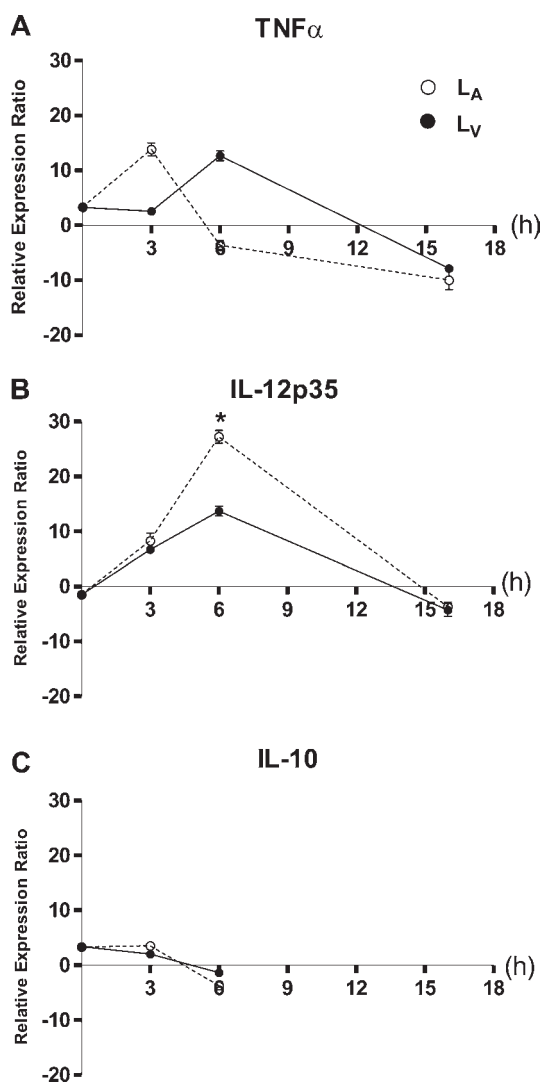 A
TNFα
Relative Expression Ratio
30
20
10
0
-10
-20
3
6
9
12
15
18
(h)
L_A
L_V
B
IL-12p35
Relative Expression Ratio
30
20
10
0
-10
-20
*
3
6
9
12
15
18
(h)
C
IL-10
Relative Expression Ratio
30
20
10
0
-10
-20
3
6
9
12
15
18
(h)